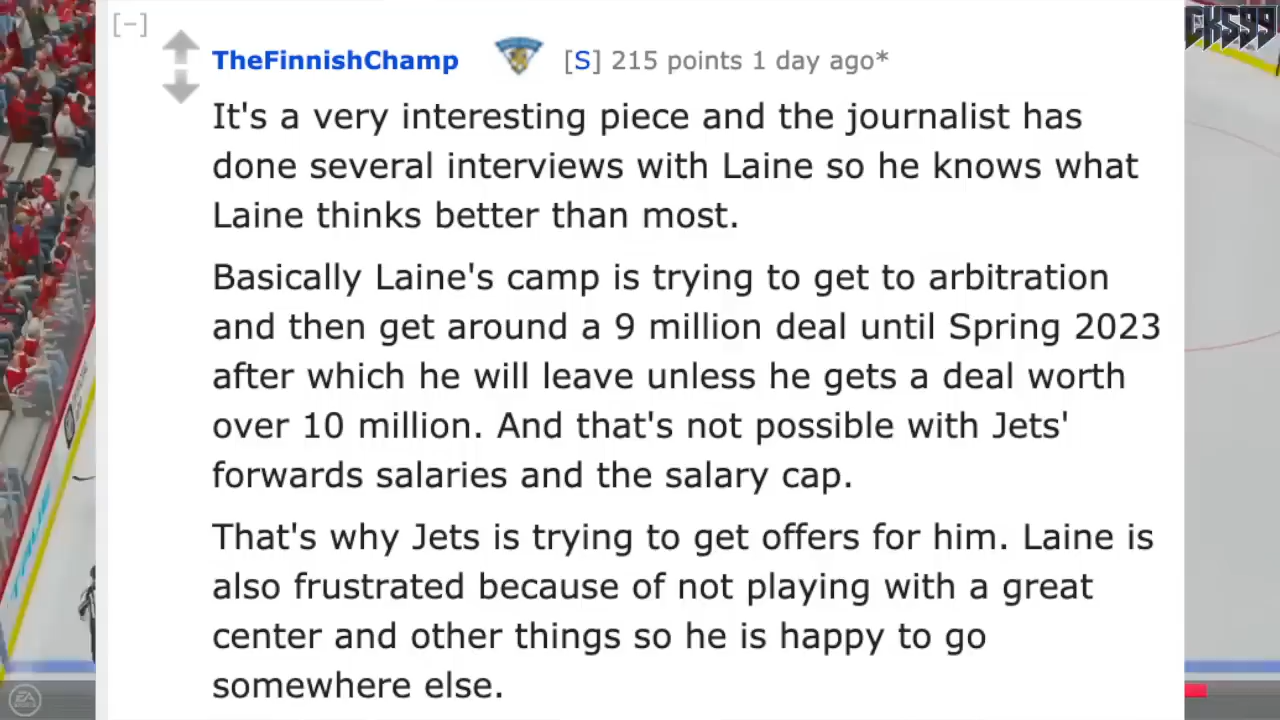 [−]
CKS99
TheFinnishChamp [S] 215 points 1 day ago*
It's a very interesting piece and the journalist has
done several interviews with Laine so he knows what
Laine thinks better than most.
Basically Laine's camp is trying to get to arbitration
and then get around a 9 million deal until Spring 2023
after which he will leave unless he gets a deal worth
over 10 million. And that's not possible with Jets'
forwards salaries and the salary cap.
That's why Jets is trying to get offers for him. Laine is
also frustrated because of not playing with a great
center and other things so he is happy to go
somewhere else.
EA
SPORTS